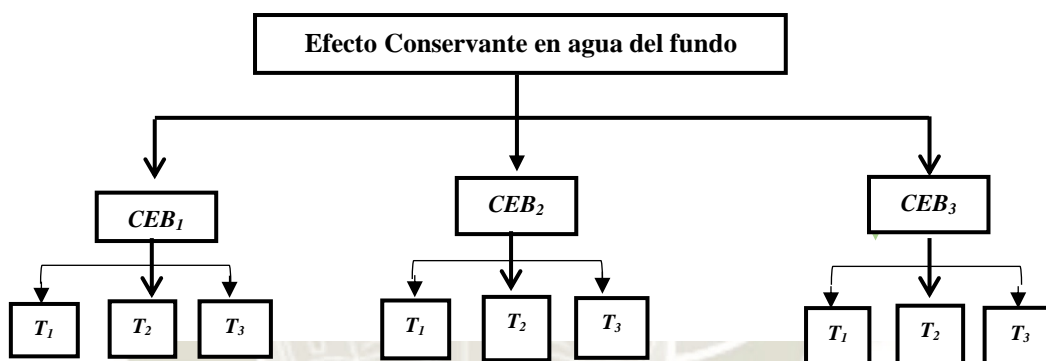 Efecto Conservante en agua del fundo
CEB₁ CEB₂ CEB₃
T₁ T₂ T₃ T₁ T₂ T₃ T₁ T₂ T₃